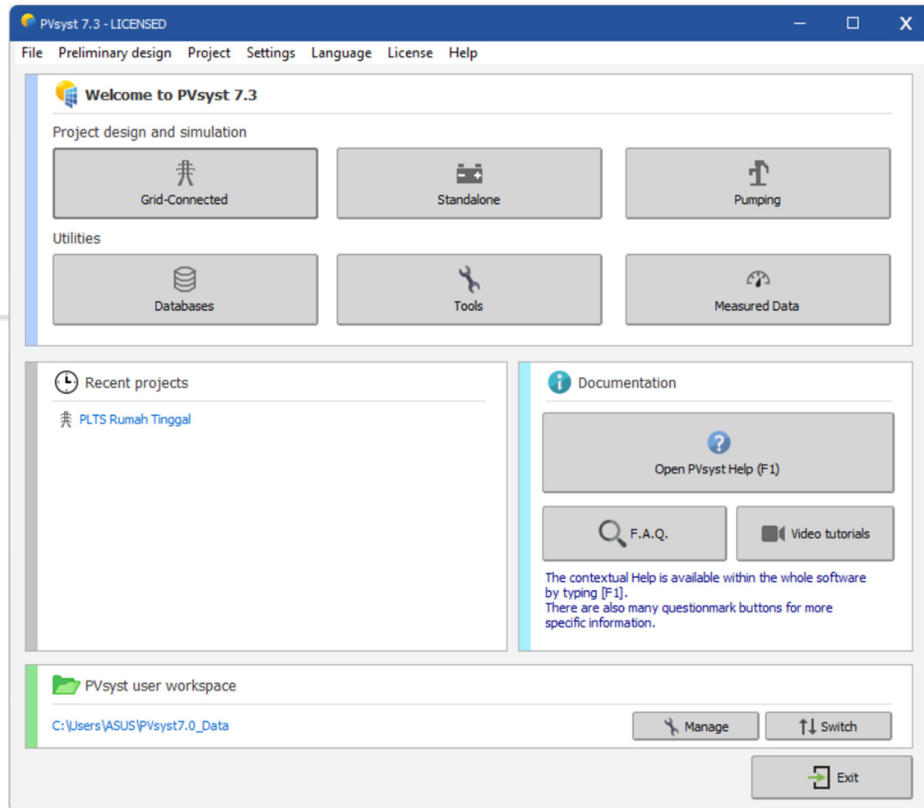 PVsyst 7.3 - LICENSED
File Preliminary design Project Settings Language License Help
Welcome to PVsyst 7.3
Project design and simulation
Grid-Connected
Standalone
Pumping
Utilities
Databases
Tools
Measured Data
Recent projects
PLTS Rumah Tinggal
Documentation
Open PVsyst Help (F1)
F.A.Q.
Video tutorials
The contextual Help is available within the whole software
by typing [F1].
There are also many questionmark buttons for more
specific information.
PVsyst user workspace
C:\Users\ASUS\PVsyst7.0_Data
Manage
Switch
Exit